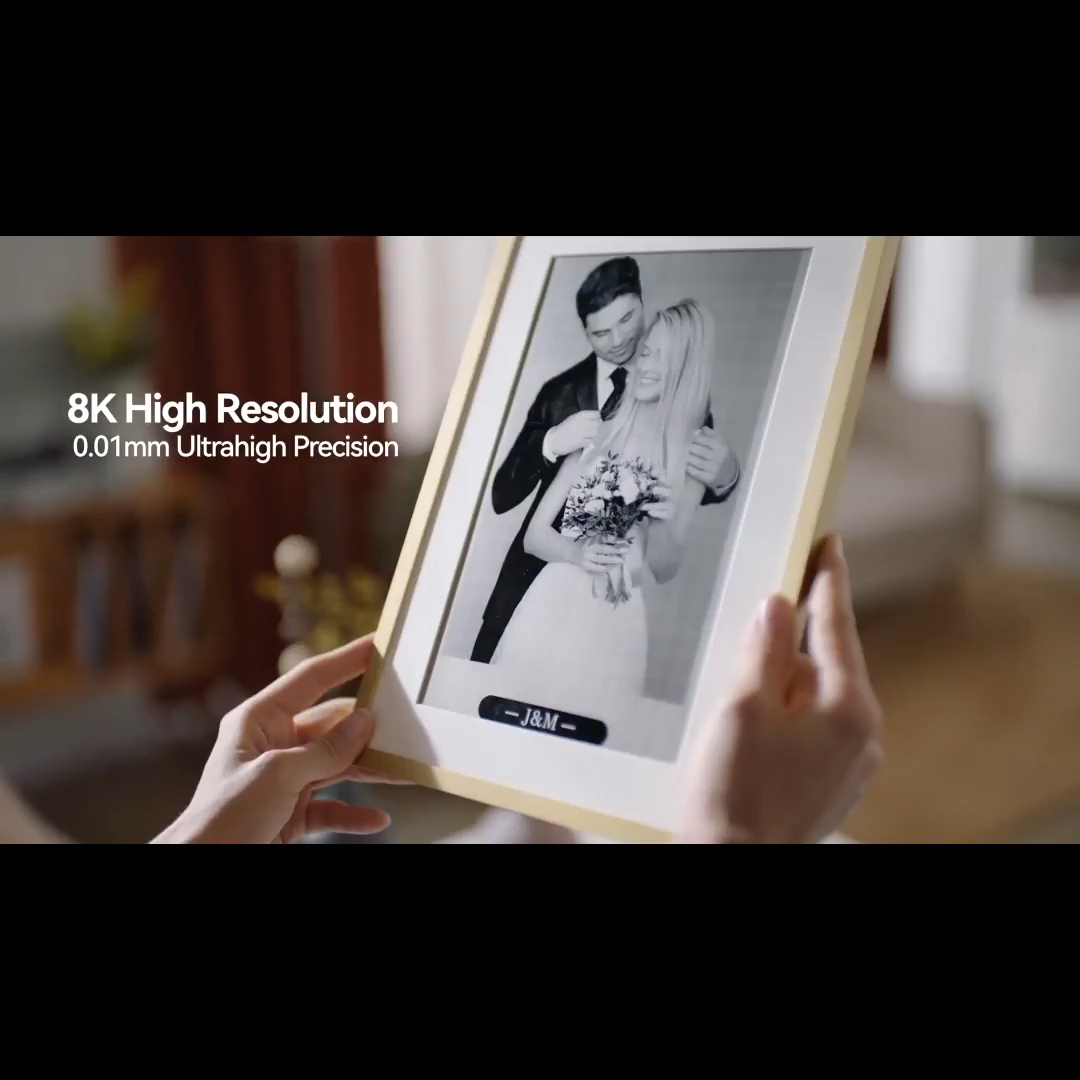 8K High Resolution
0.01mm Ultrahigh Precision
– J&M –